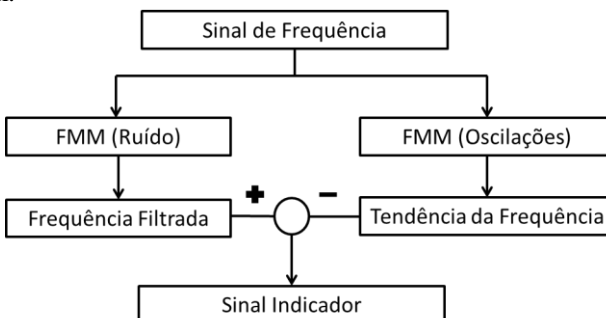 Sinal de Frequência
FMM (Ruído)
FMM (Oscilações)
+
−
Frequência Filtrada
Tendência da Frequência
Sinal Indicador